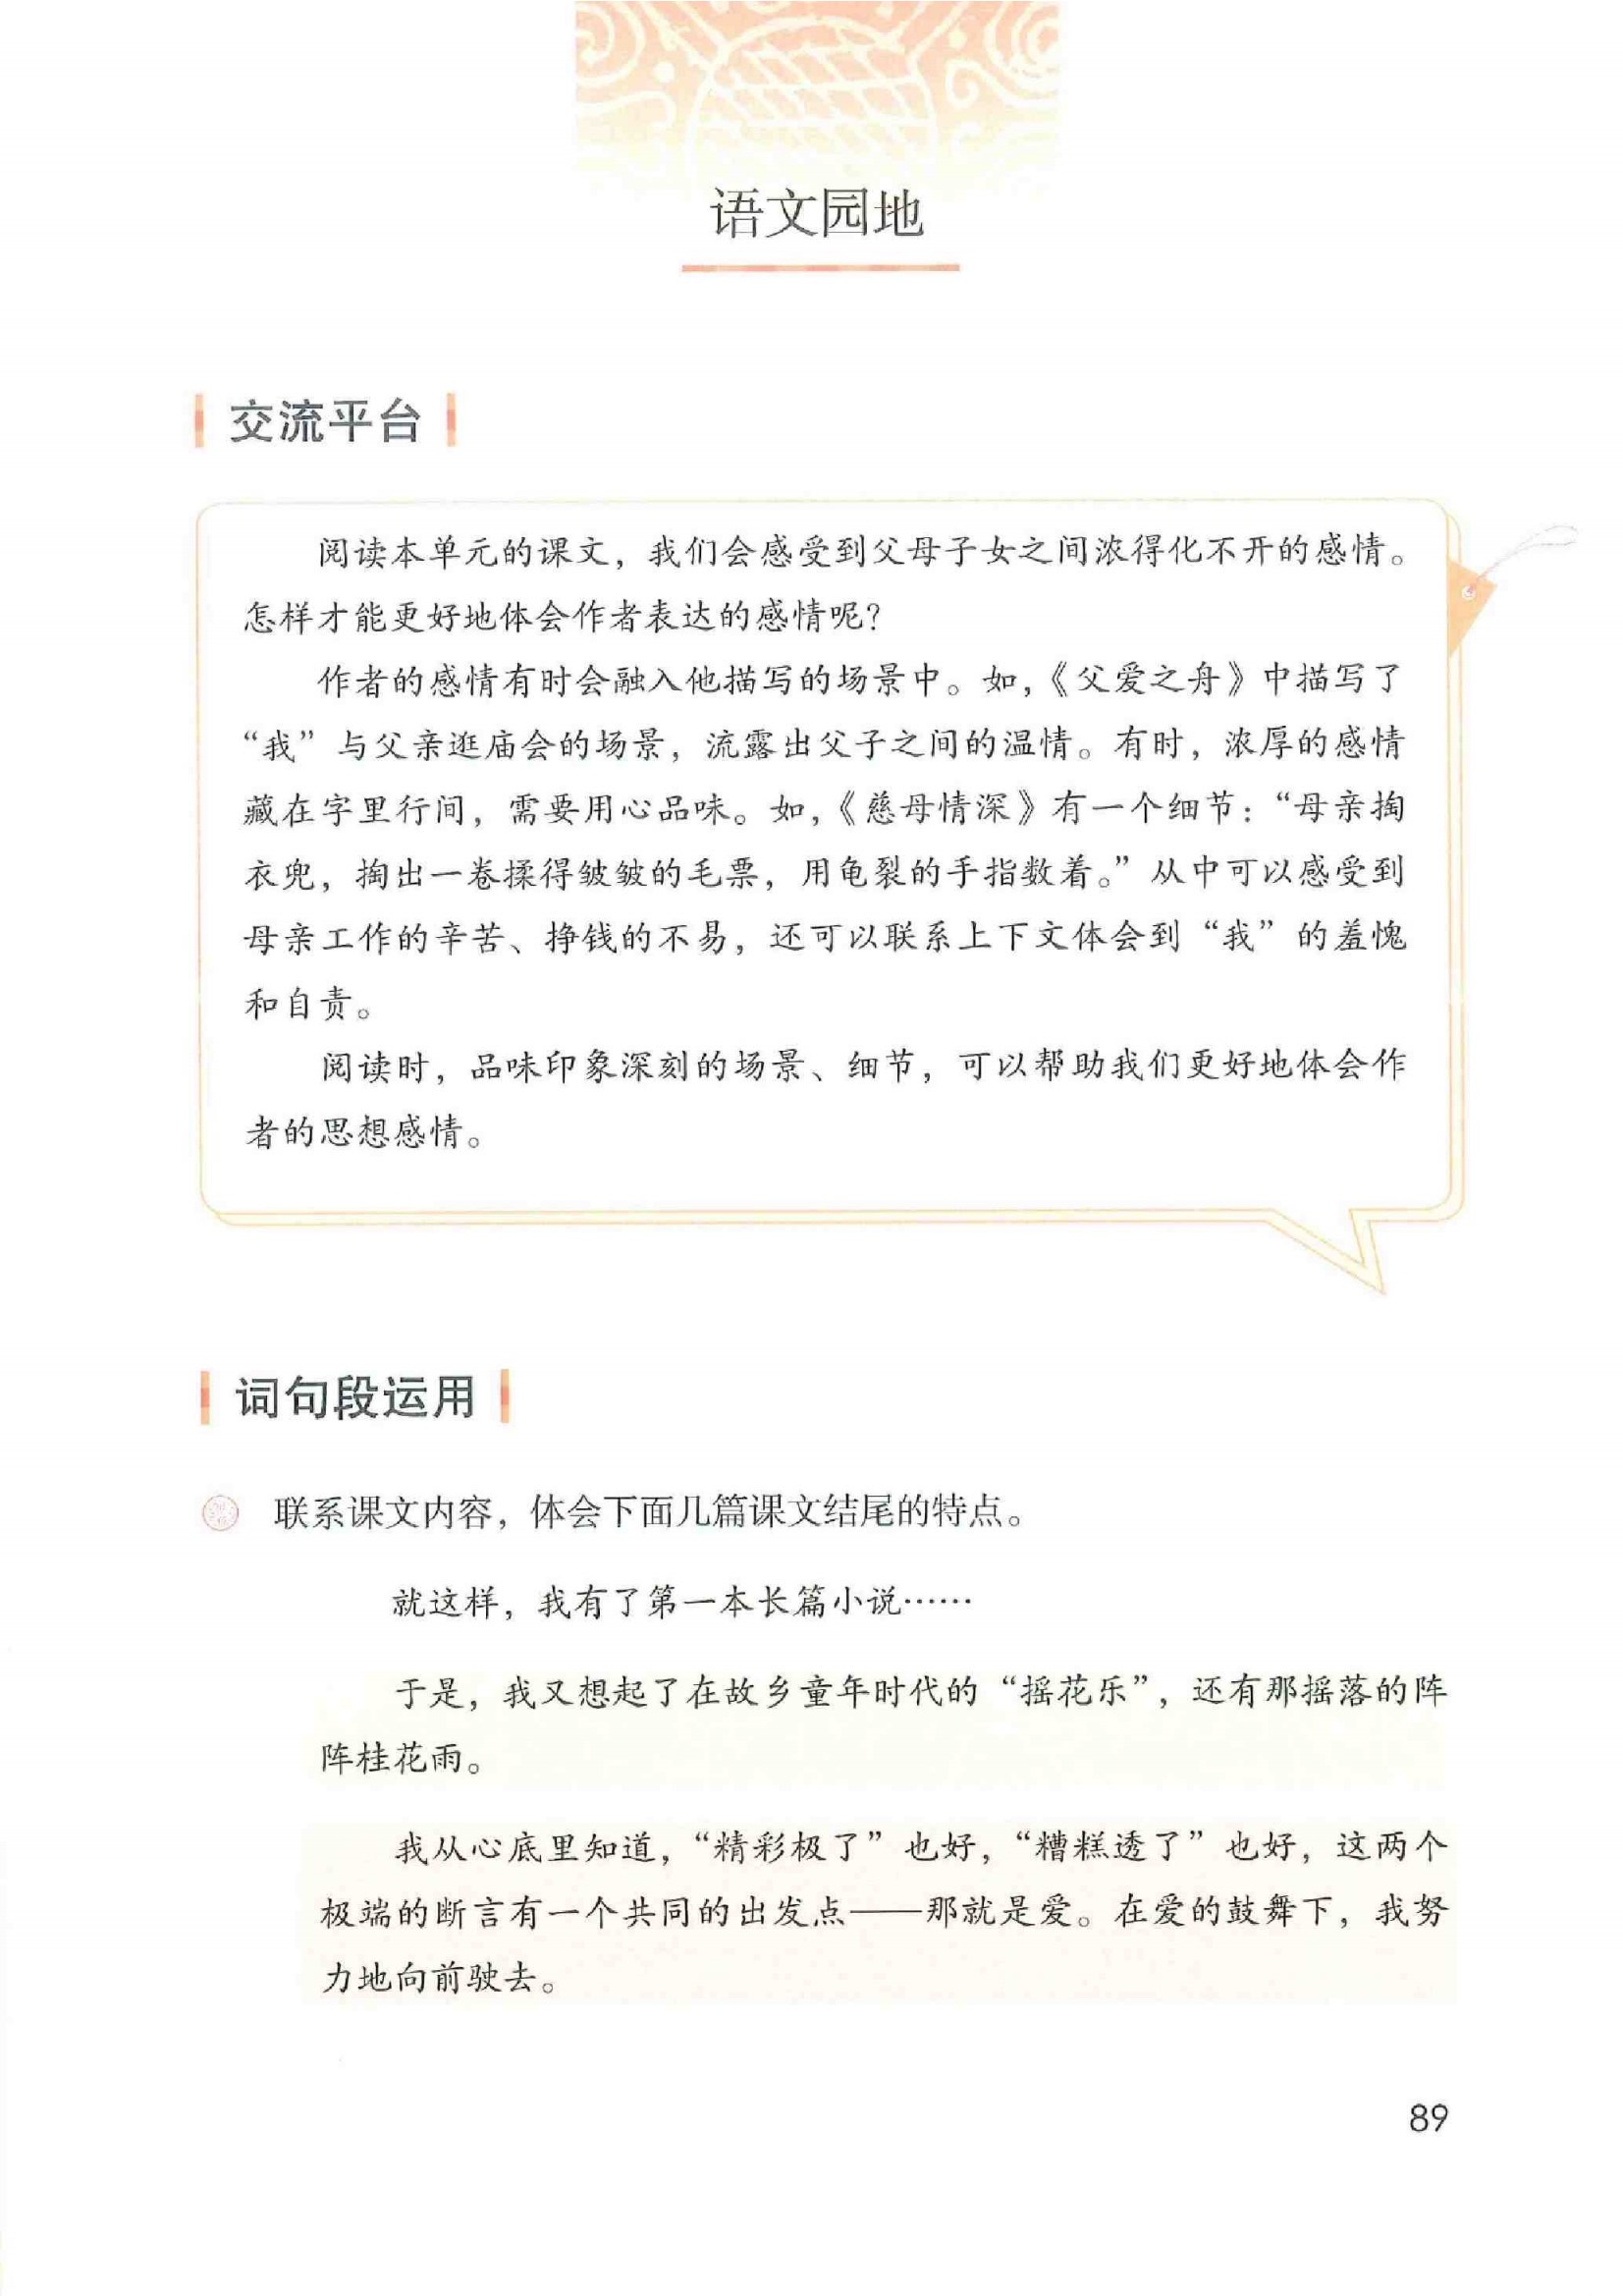 语文园地
交流平台
阅读本单元的课文，我们会感受到父母子女之间浓得化不开的感情。
怎样才能更好地体会作者表达的感情呢？
作者的感情有时会融入他描写的场景中。如，《父爱之舟》中描写了
“我”与父亲逛庙会的场景，流露出父子之间的温情。有时，浓厚的感情
藏在字里行间，需要用心品味。如，《慈母情深》有一个细节：“母亲掏
衣兜，掏出一卷揉得皱皱的毛票，用龟裂的手指数着。”从中可以感受到
母亲工作的辛苦、挣钱的不易，还可以联系上下文体会到“我”的羞愧
和自责。
阅读时，品味印象深刻的场景、细节，可以帮助我们更好地体会作
者的思想感情。
词句段运用
联系课文内容，体会下面几篇课文结尾的特点。
就这样，我有了第一本长篇小说……
于是，我又想起了在故乡童年时代的“摇花乐”，还有那摇落的阵
阵桂花雨。
我从心底里知道，“精彩极了”也好，“糟糕透了”也好，这两个
极端的断言有一个共同的出发点——那就是爱。在爱的鼓舞下，我努
力地向前驶去。
89